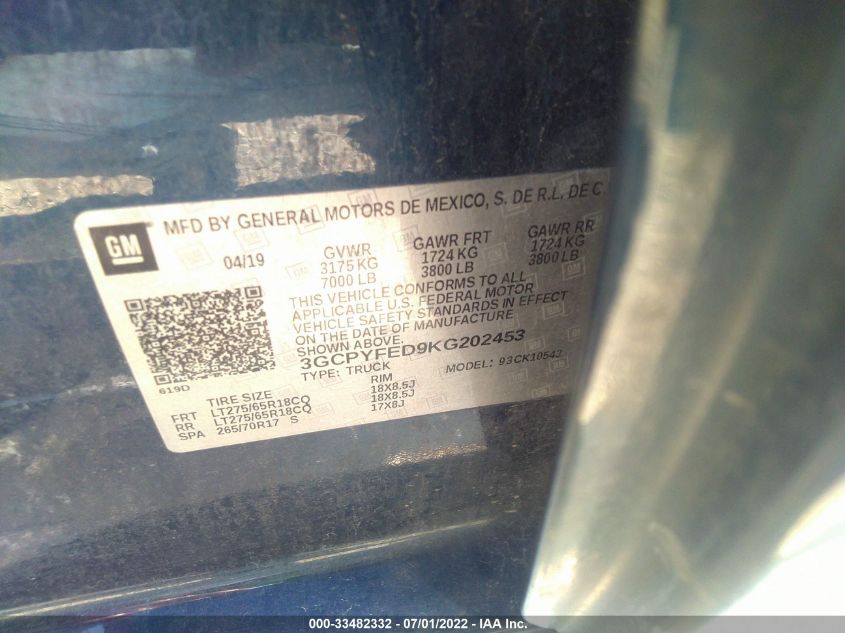 GM
MFD BY GENERAL MOTORS DE MEXICO, S. DE R.L. DE C.
04/19
GVWR
3175 KG
7000 LB
GAWR FRT
1724 KG
3800 LB
GAWR RR
1724 KG
3800 LB
THIS VEHICLE CONFORMS TO ALL
APPLICABLE U.S. FEDERAL MOTOR
VEHICLE SAFETY STANDARDS IN EFFECT
ON THE DATE OF MANUFACTURE
SHOWN ABOVE.
3GCPYFED9KG202453
TYPE: TRUCK
MODEL: 93CK10543
619D
TIRE SIZE
RIM
FRT LT275/65R18CQ 18X8.5J
RR LT275/65R18CQ 18X8.5J
SPA 265/70R17 S 17X8J
000-33482332 - 07/01/2022 - IAA Inc.